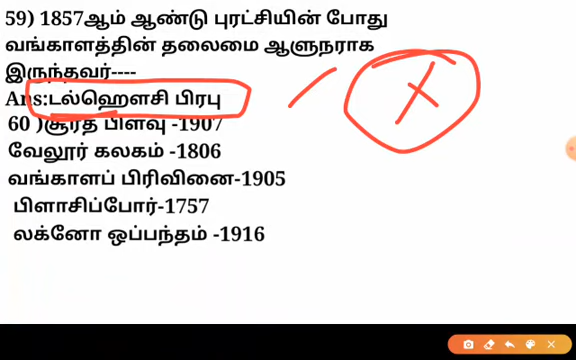 59) 1857ஆம் ஆண்டு புரட்சியின் போது
வங்காளத்தின் தலைமை ஆளுநராக
இருந்தவர்----
Ans:டல்ஹௌசி பிரபு
60 )சூரத் பிளவு -1907
வேலூர் கலகம் -1806
வங்காளப் பிரிவினை-1905
பிளாசிப்போர்-1757
லக்னோ ஒப்பந்தம் -1916